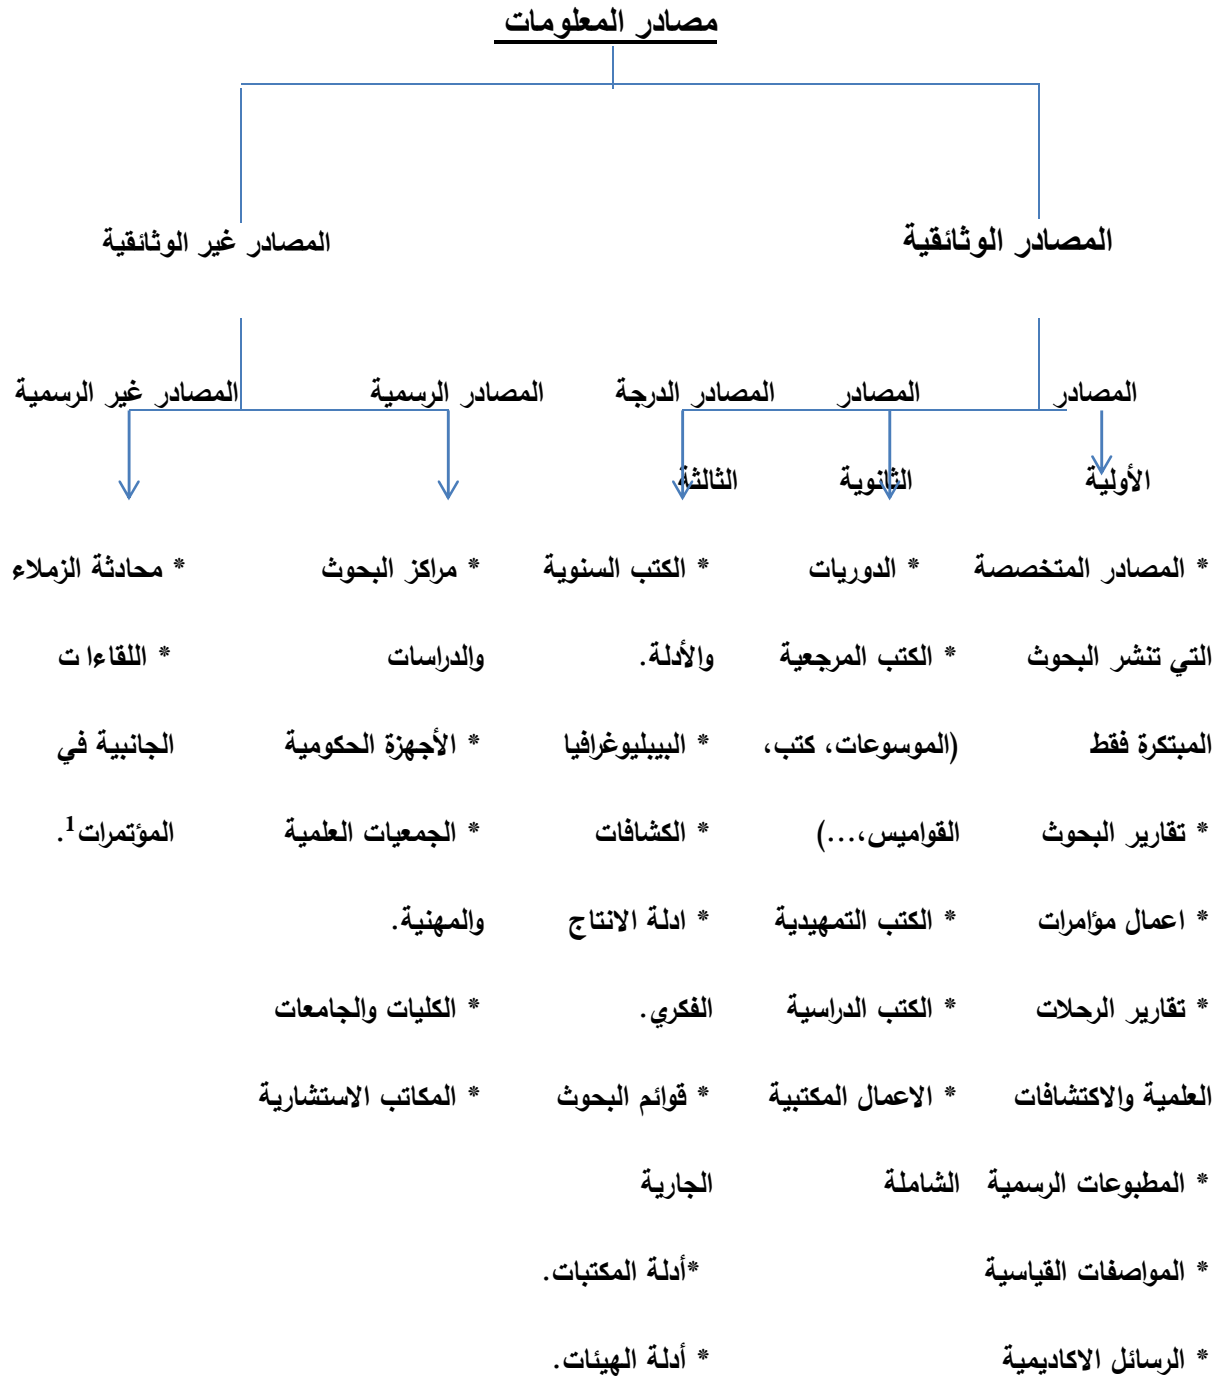 مصادر المعلومات
المصادر الوثائقية
المصادر غير الوثائقية
المصادر
الأولية
المصادر
الثانوية
المصادر الدرجة
الثالثة
المصادر الرسمية
المصادر غير الرسمية
* المصادر المتخصصة
التي تنشر البحوث
المبتكرة فقط
* تقارير البحوث
* اعمال مؤامرات
* تقارير الرحلات
العلمية والاكتشافات
* المطبوعات الرسمية
* المواصفات القياسية
* الرسائل الاكاديمية
* الدوريات
* الكتب المرجعية
(الموسوعات، كتب،
القواميس،...)
* الكتب التمهيدية
* الكتب الدراسية
* الاعمال المكتبية
الشاملة
* الكتب السنوية
والأدلة.
* البيبليوغرافيا
* الكشافات
* ادلة الانتاج
الفكري.
* قوائم البحوث
الجارية
*أدلة المكتبات.
* أدلة الهيئات.
* مراكز البحوث
والدراسات
* الأجهزة الحكومية
* الجمعيات العلمية
والمهنية.
* الكليات والجامعات
* المكاتب الاستشارية
* محادثة الزملاء
* اللقاءا ت
الجانبية في
المؤتمرات1.